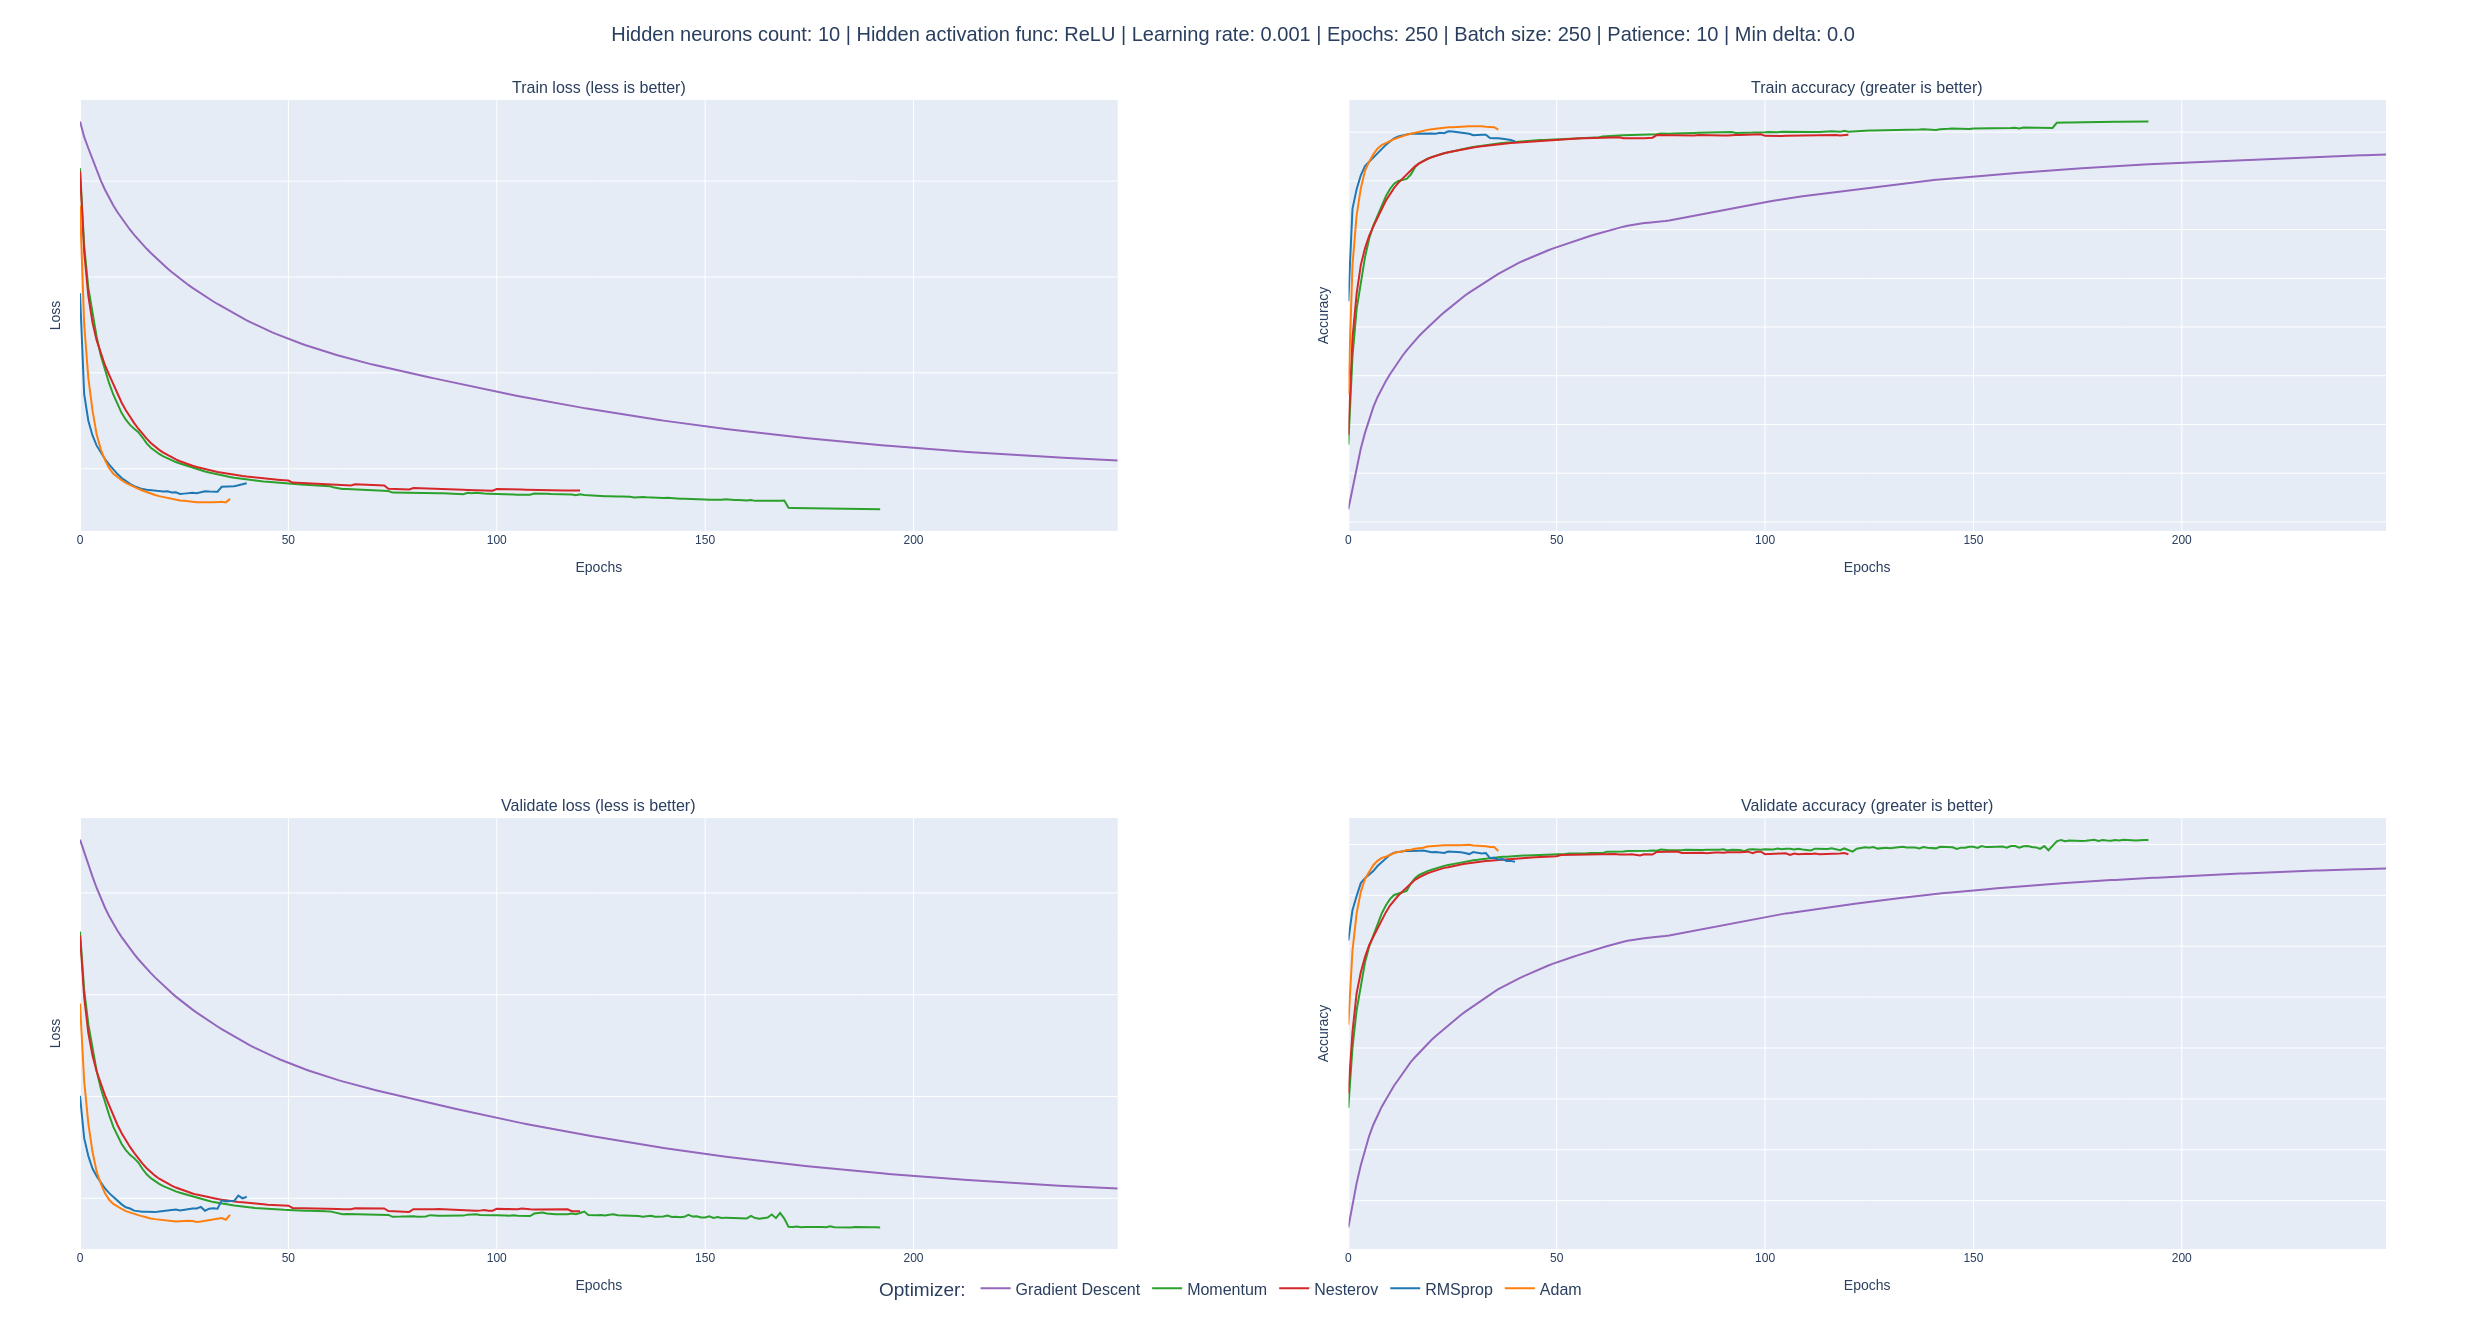 Hidden neurons count: 10 | Hidden activation func: ReLU | Learning rate: 0.001 | Epochs: 250 | Batch size: 250 | Patience: 10 | Min delta: 0.0
Train loss (less is better)
Loss
0 50 100 150 200
Epochs
Train accuracy (greater is better)
Accuracy
0 50 100 150 200
Epochs
Validate loss (less is better)
Loss
0 50 100 150 200
Epochs
Validate accuracy (greater is better)
Accuracy
0 50 100 150 200
Epochs
Optimizer: Gradient Descent Momentum Nesterov RMSprop Adam